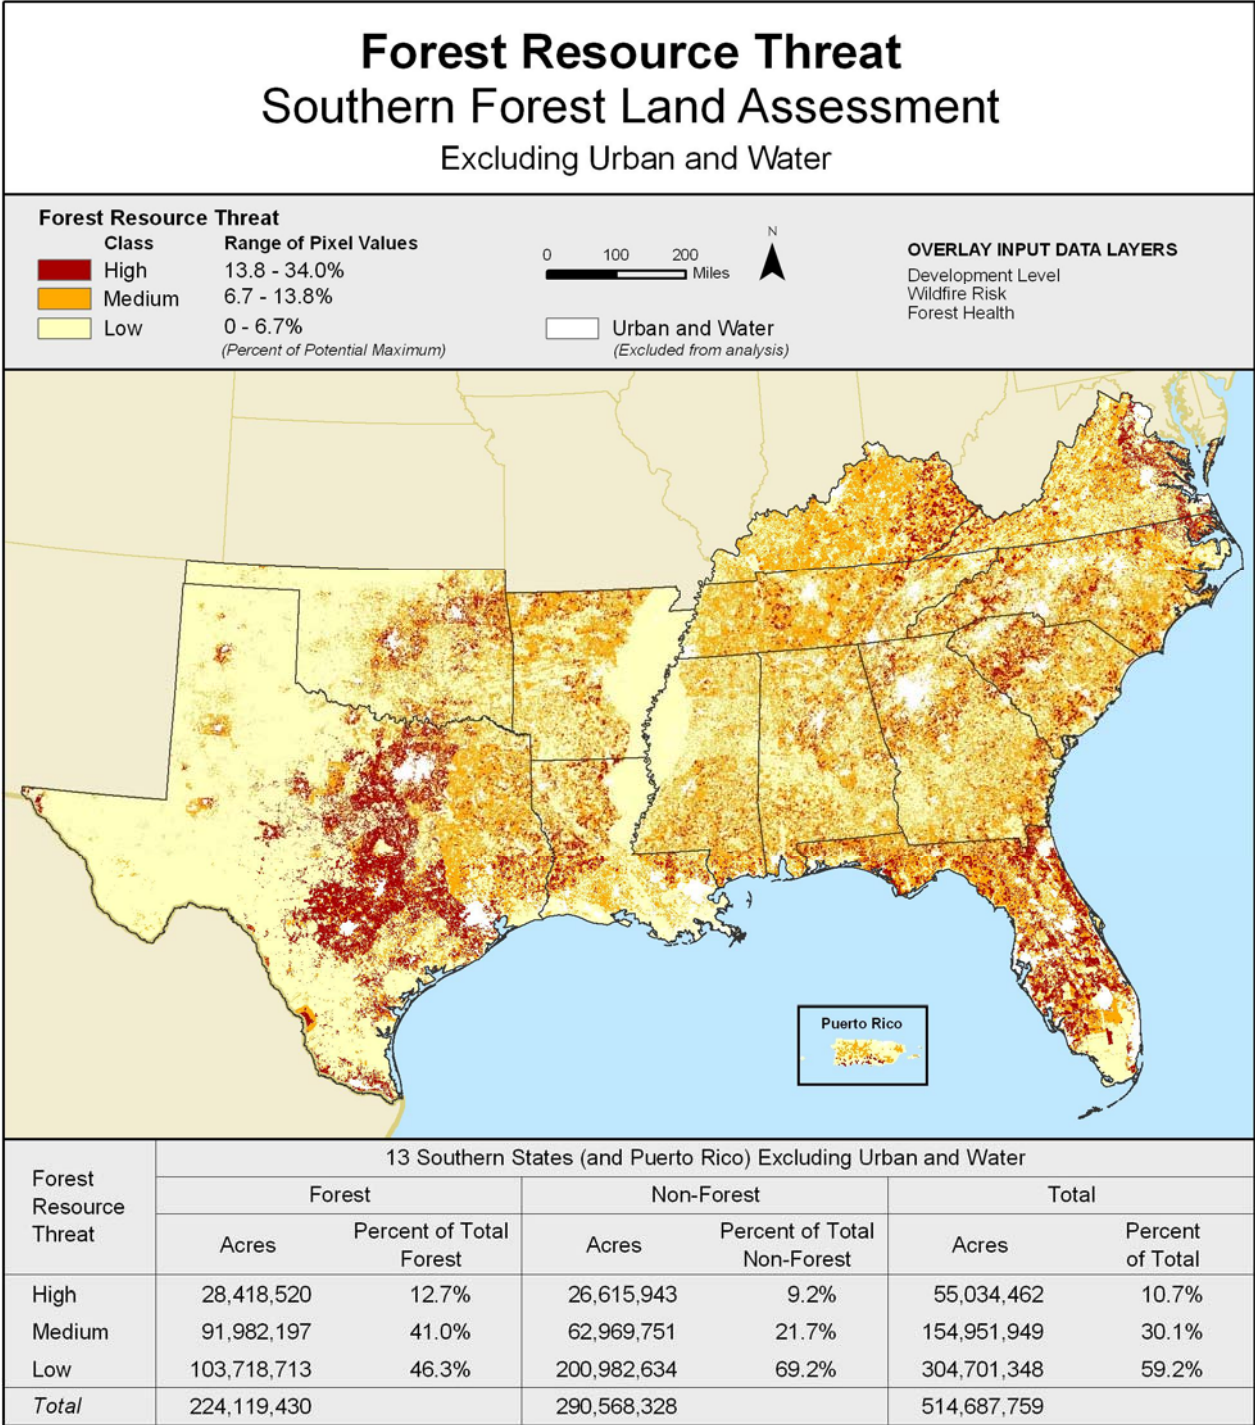 Forest Resource Threat
Southern Forest Land Assessment
Excluding Urban and Water
Forest Resource Threat
Class Range of Pixel Values
High 13.8 - 34.0%
Medium 6.7 - 13.8%
Low 0 - 6.7%
(Percent of Potential Maximum)
0 100 200
Miles
N
Urban and Water
(Excluded from analysis)
OVERLAY INPUT DATA LAYERS
Development Level
Wildfire Risk
Forest Health
Puerto Rico
Forest Resource Threat
13 Southern States (and Puerto Rico) Excluding Urban and Water
Forest Non-Forest Total
Acres Percent of Total Forest Acres Percent of Total Non-Forest Acres Percent of Total
High 28,418,520 12.7% 26,615,943 9.2% 55,034,462 10.7%
Medium 91,982,197 41.0% 62,969,751 21.7% 154,951,949 30.1%
Low 103,718,713 46.3% 200,982,634 69.2% 304,701,348 59.2%
Total 224,119,430 290,568,328 514,687,759